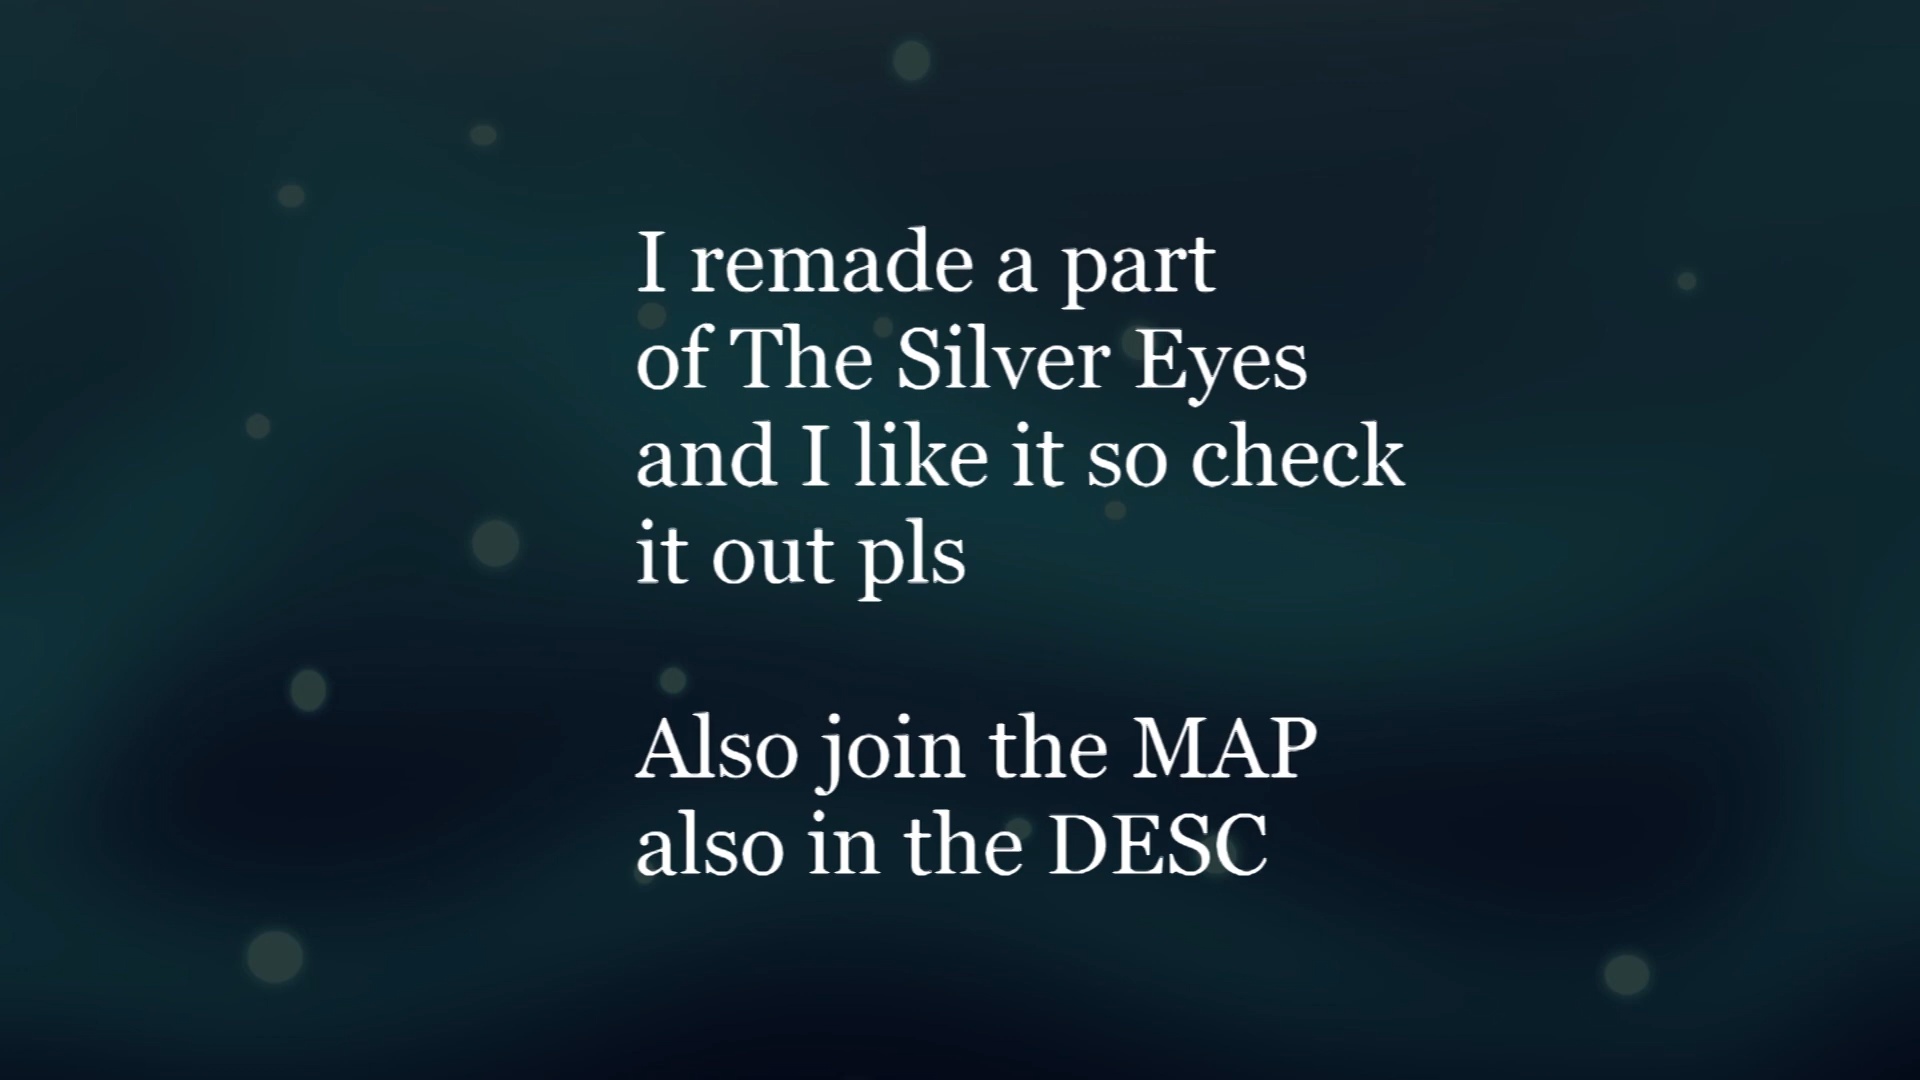 I remade a part
of The Silver Eyes
and I like it so check
it out pls
Also join the MAP
also in the DESC